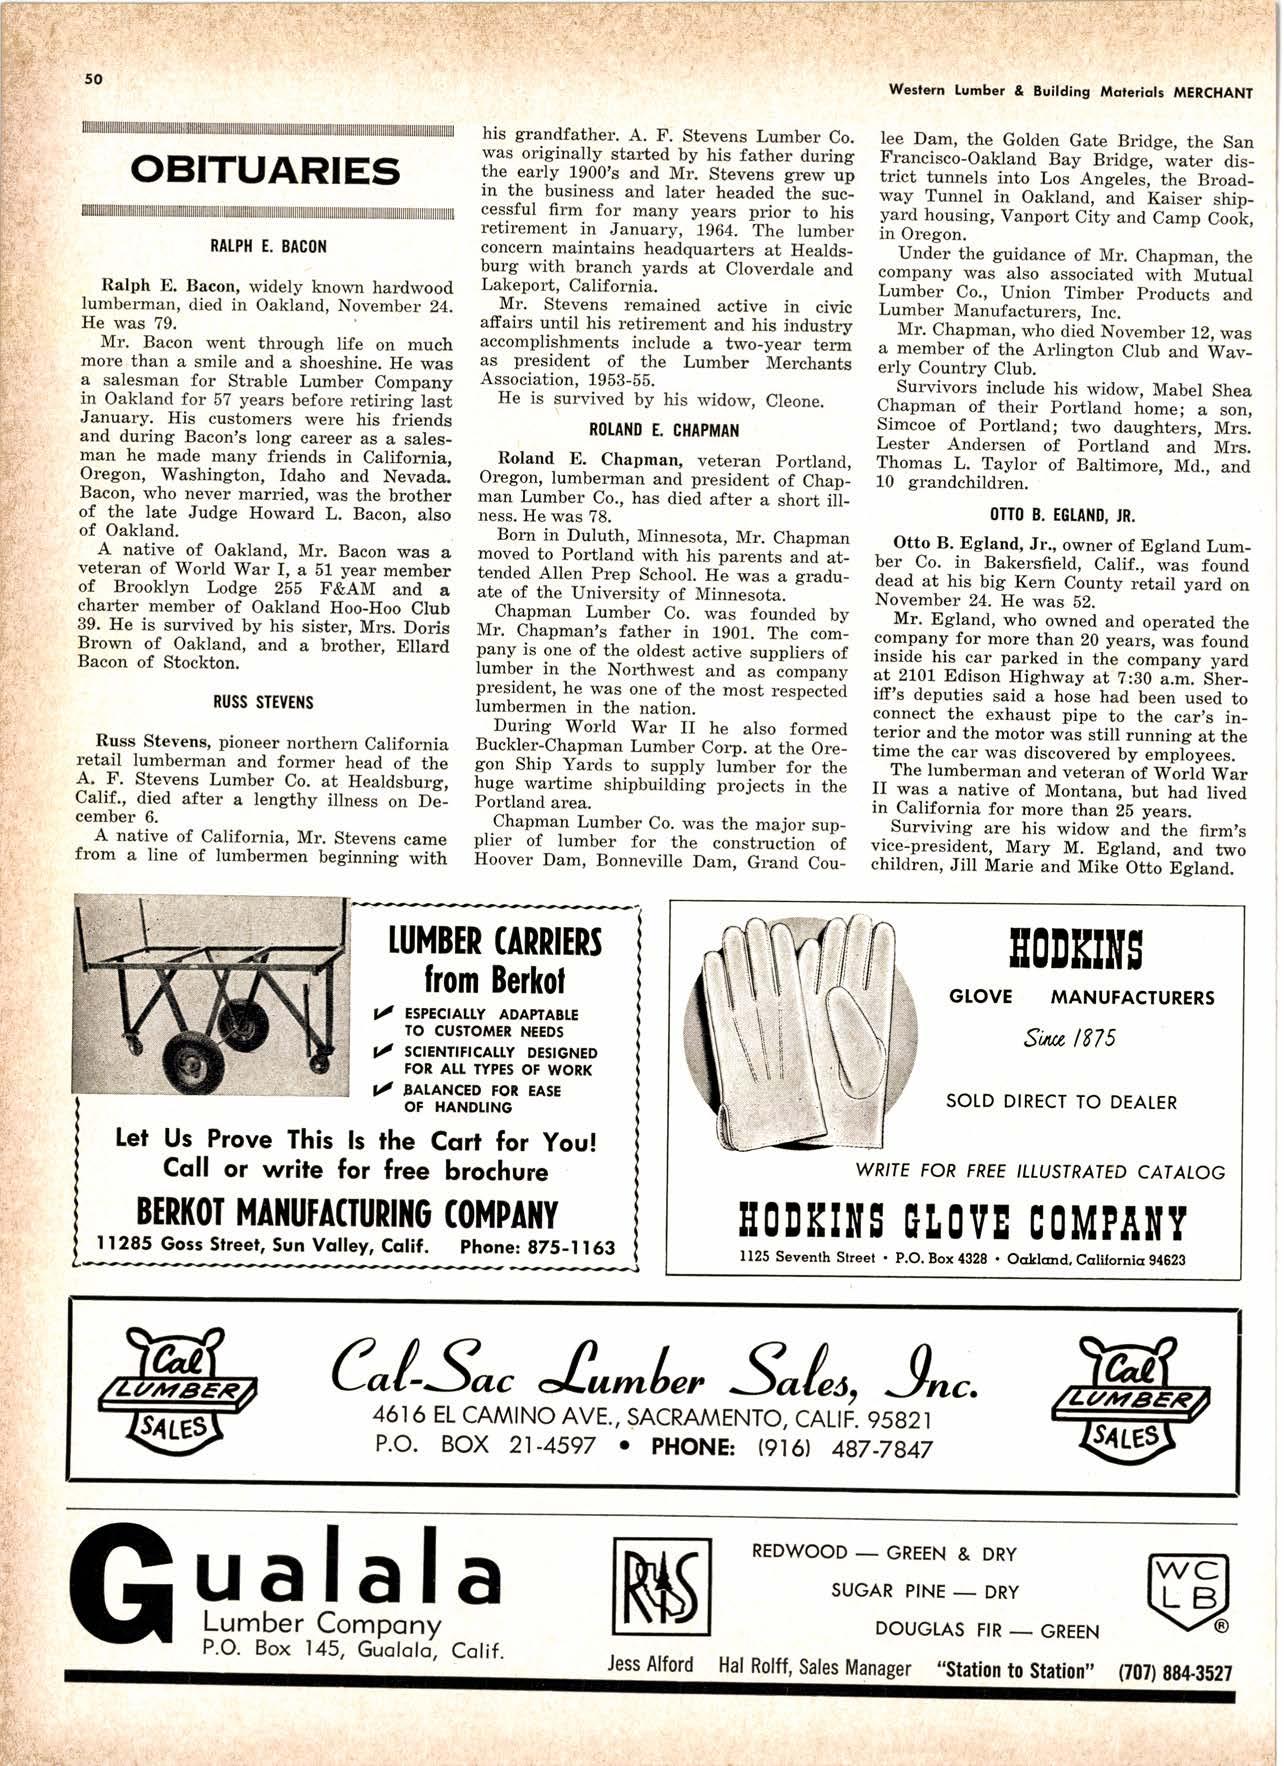 50
Western Lumber & Building Materials MERCHANT
OBITUARIES
RALPH E. BACON
Ralph E. Bacon, widely known hardwood
lumberman, died in Oakland, November 24.
He was 79.
Mr. Bacon went through life on much
more than a smile and a shoeshine. He was
a salesman for Strable Lumber Company
in Oakland for 57 years before retiring last
January. His customers were his friends
and during Bacon's long career as a sales-
man he made many friends in California,
Oregon, Washington, Idaho and Nevada.
Bacon, who never married, was the brother
of the late Judge Howard L. Bacon, also
of Oakland.
A native of Oakland, Mr. Bacon was a
veteran of World War I, a 51 year member
of Brooklyn Lodge 255 F&AM and a
charter member of Oakland Hoo-Hoo Club
39. He is survived by his sister, Mrs. Doris
Brown of Oakland, and a brother, Ellard
Bacon of Stockton.
RUSS STEVENS
Russ Stevens, pioneer northern California
retail lumberman and former head of the
A. F. Stevens Lumber Co. at Healdsburg,
Calif., died after a lengthy illness on De-
cember 6.
A native of California, Mr. Stevens came
from a line of lumbermen beginning with
his grandfather. A. F. Stevens Lumber Co.
was originally started by his father during
the early 1900's and Mr. Stevens grew up
in the business and later headed the suc-
cessful firm for many years prior to his
retirement in January, 1964. The lumber
concern maintains headquarters at Healds-
burg with branch yards at Cloverdale and
Lakeport, California.
Mr. Stevens remained active in civic
affairs until his retirement and his industry
accomplishments include a two-year term
as president of the Lumber Merchants
Association, 1953-55.
He is survived by his widow, Cleone.
ROLAND E. CHAPMAN
Roland E. Chapman, veteran Portland,
Oregon, lumberman and president of Chap-
man Lumber Co., has died after a short ill-
ness. He was 78.
Born in Duluth, Minnesota, Mr. Chapman
moved to Portland with his parents and at-
tended Allen Prep School. He was a gradu-
ate of the University of Minnesota.
Chapman Lumber Co. was founded by
Mr. Chapman's father in 1901. The com-
pany is one of the oldest active suppliers of
lumber in the Northwest and as company
president, he was one of the most respected
lumbermen in the nation.
During World War II he also formed
Buckler-Chapman Lumber Corp. at the Ore-
gon Ship Yards to supply lumber for the
huge wartime shipbuilding projects in the
Portland area.
Chapman Lumber Co. was the major sup-
plier of lumber for the construction of
Hoover Dam, Bonneville Dam, Grand Cou-
lee Dam, the Golden Gate Bridge, the San
Francisco-Oakland Bay Bridge, water dis-
trict tunnels into Los Angeles, the Broad-
way Tunnel in Oakland, and Kaiser ship-
yard housing, Vanport City and Camp Cook,
in Oregon.
Under the guidance of Mr. Chapman, the
company was also associated with Mutual
Lumber Co., Union Timber Products and
Lumber Manufacturers, Inc.
Mr. Chapman, who died November 12, was
a member of the Arlington Club and Wav-
erly Country Club.
Survivors include his widow, Mabel Shea
Chapman of their Portland home; a son,
Simcoe of Portland; two daughters, Mrs.
Lester Andersen of Portland and Mrs.
Thomas L. Taylor of Baltimore, Md., and
10 grandchildren.
OTTO B. EGLAND, JR.
Otto B. Egland, Jr., owner of Egland Lum-
ber Co. in Bakersfield, Calif., was found
dead at his big Kern County retail yard on
November 24. He was 52.
Mr. Egland, who owned and operated the
company for more than 20 years, was found
inside his car parked in the company yard
at 2101 Edison Highway at 7:30 a.m. Sher-
iff's deputies said a hose had been used to
connect the exhaust pipe to the car's in-
terior and the motor was still running at the
time the car was discovered by employees.
The lumberman and veteran of World War
II was a native of Montana, but had lived
in California for more than 25 years.
Surviving are his widow and the firm's
vice-president, Mary M. Egland, and two
children, Jill Marie and Mike Otto Egland.
LUMBER CARRIERS
from Berkot
ESPECIALLY ADAPTABLE
TO CUSTOMER NEEDS
SCIENTIFICALLY DESIGNED
FOR ALL TYPES OF WORK
BALANCED FOR EASE
OF HANDLING
Let Us Prove This Is the Cart for You!
Call or write for free brochure
BERKOT MANUFACTURING COMPANY
11285 Goss Street, Sun Valley, Calif. Phone: 875-1163
HODKINS
GLOVE MANUFACTURERS
Since 1875
SOLD DIRECT TO DEALER
WRITE FOR FREE ILLUSTRATED CATALOG
HODKINS GLOVE COMPANY
1125 Seventh Street • P.O. Box 4328 • Oakland, California 94623
Cal
LUMBER
SALES
Cal-Sac Lumber Sales, Inc.
4616 EL CAMINO AVE., SACRAMENTO, CALIF. 95821
P.O. BOX 21-4597 • PHONE: (916) 487-7847
Cal
LUMBER
SALES
Gualala
Lumber Company
P.O. Box 145, Gualala, Calif.
RIS
REDWOOD — GREEN & DRY
SUGAR PINE — DRY
DOUGLAS FIR — GREEN
WC
LB
®
Jess Alford Hal Rolff, Sales Manager "Station to Station" (707) 884-3527